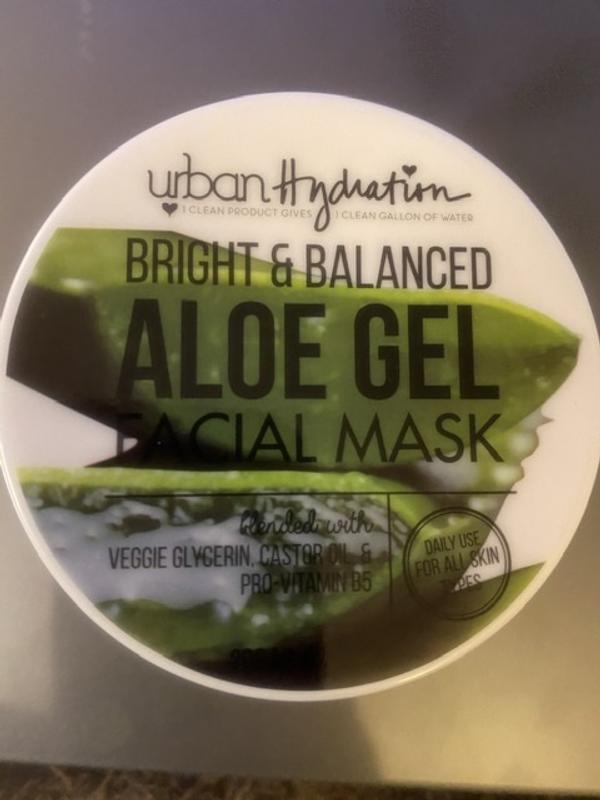 urban Hydration
1 CLEAN PRODUCT GIVES 1 CLEAN GALLON OF WATER
BRIGHT & BALANCED
ALOE GEL
FACIAL MASK
blended with
VEGGIE GLYCERIN, CASTOR OIL, &
PRO-VITAMIN B5
DAILY USE
FOR ALL SKIN
TYPES